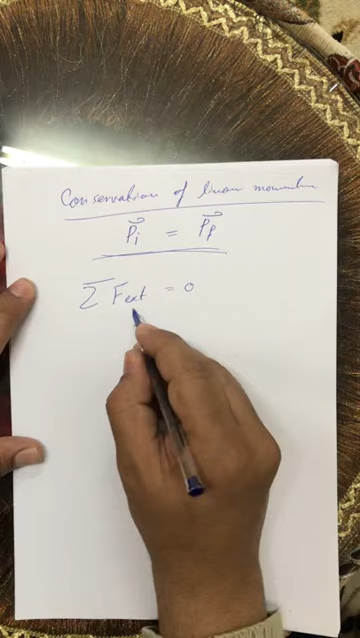 Conservation of linear momentum
P⃗i = P⃗f
∑ Fext = 0